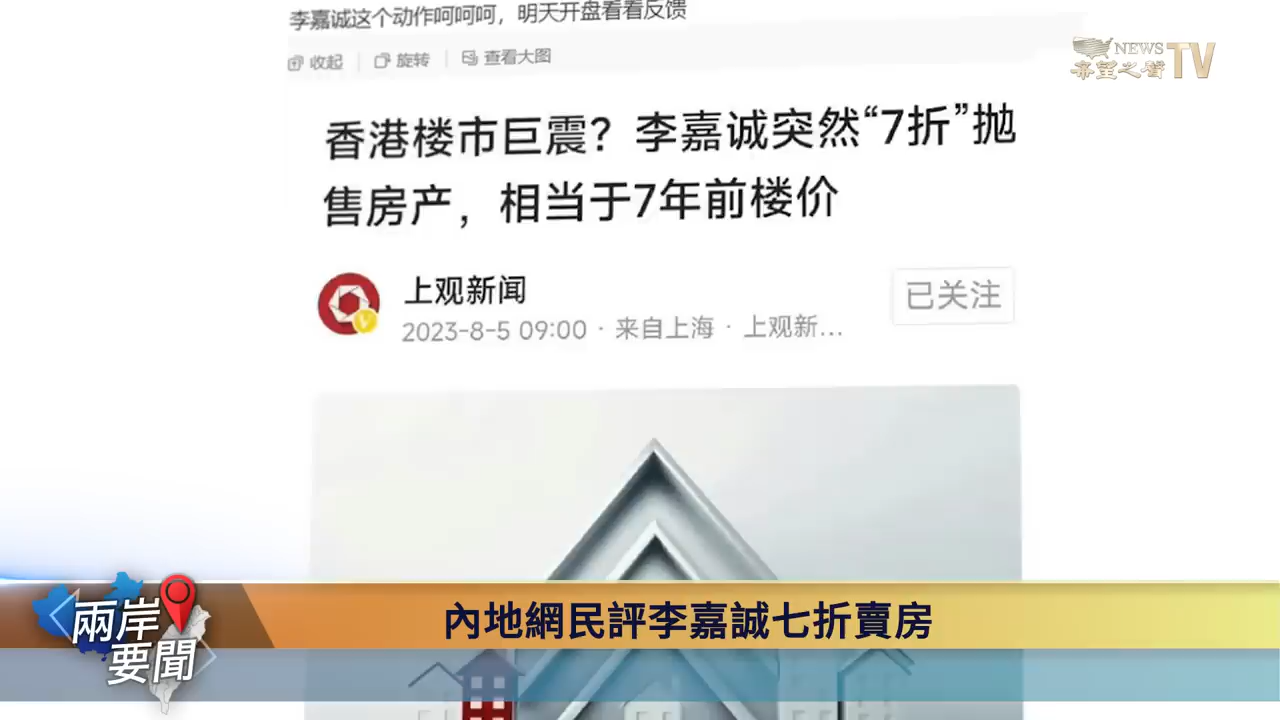 李嘉诚这个动作呵呵呵，明天开盘看看反馈
收起 旋转 查看大图
NEWS
希望之聲TV
香港楼市巨震？李嘉诚突然“7折”抛
售房产，相当于7年前楼价
上观新闻
已关注
2023-8-5 09:00 · 来自上海 · 上观新...
兩岸
要聞
內地網民評李嘉誠七折賣房